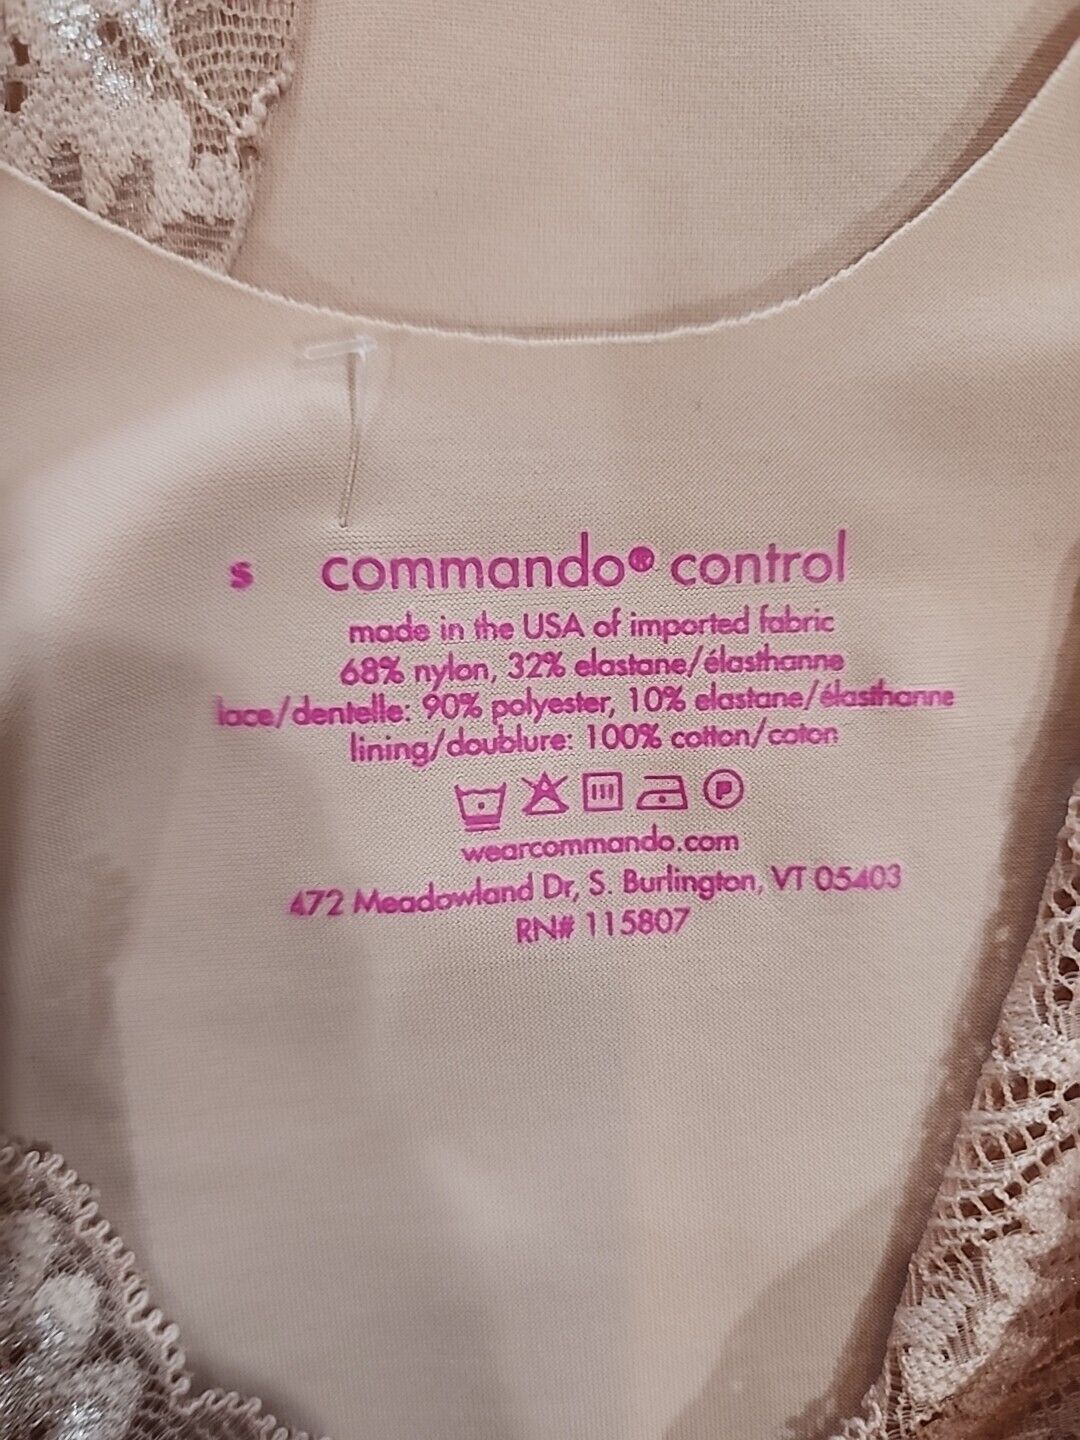 s commando® control
made in the USA of imported fabric
68% nylon, 32% elastane/élasthanne
lace/dentelle: 90% polyester, 10% elastane/élasthanne
lining/doublure: 100% cotton/coton
P
wearcommando.com
472 Meadowland Dr, S. Burlington, VT 05403
RN# 115807